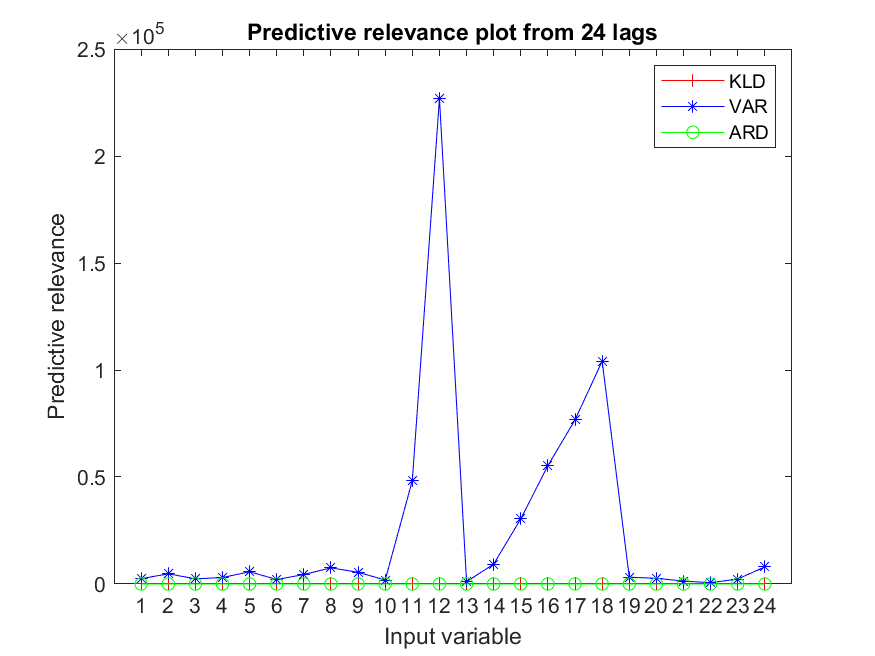 Predictive relevance plot from 24 lags
×10⁵
2.5
2
1.5
1
0.5
0
Predictive relevance
KLD
VAR
ARD
1 2 3 4 5 6 7 8 9 10 11 12 13 14 15 16 17 18 19 20 21 22 23 24
Input variable